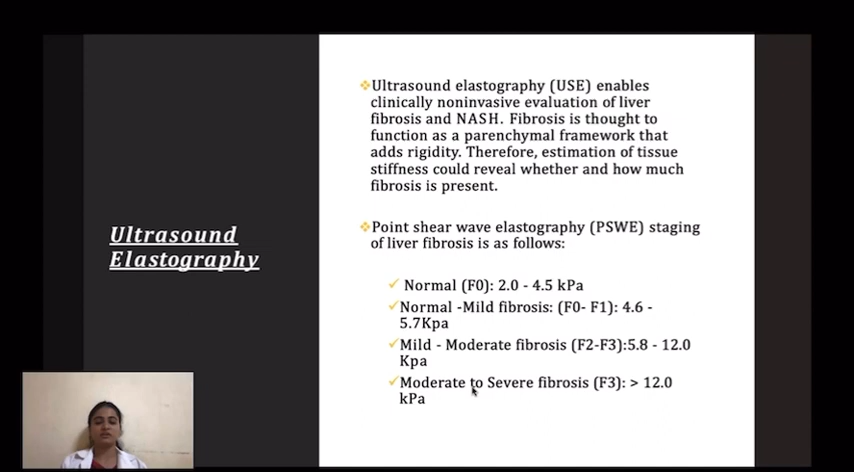 Ultrasound
Elastography
Ultrasound elastography (USE) enables
clinically noninvasive evaluation of liver
fibrosis and NASH. Fibrosis is thought to
function as a parenchymal framework that
adds rigidity. Therefore, estimation of tissue
stiffness could reveal whether and how much
fibrosis is present.
Point shear wave elastography (PSWE) staging
of liver fibrosis is as follows:
Normal (F0): 2.0 - 4.5 kPa
Normal -Mild fibrosis: (F0- F1): 4.6 -
5.7Kpa
Mild - Moderate fibrosis (F2-F3):5.8 - 12.0
Kpa
Moderate to Severe fibrosis (F3): > 12.0
kPa